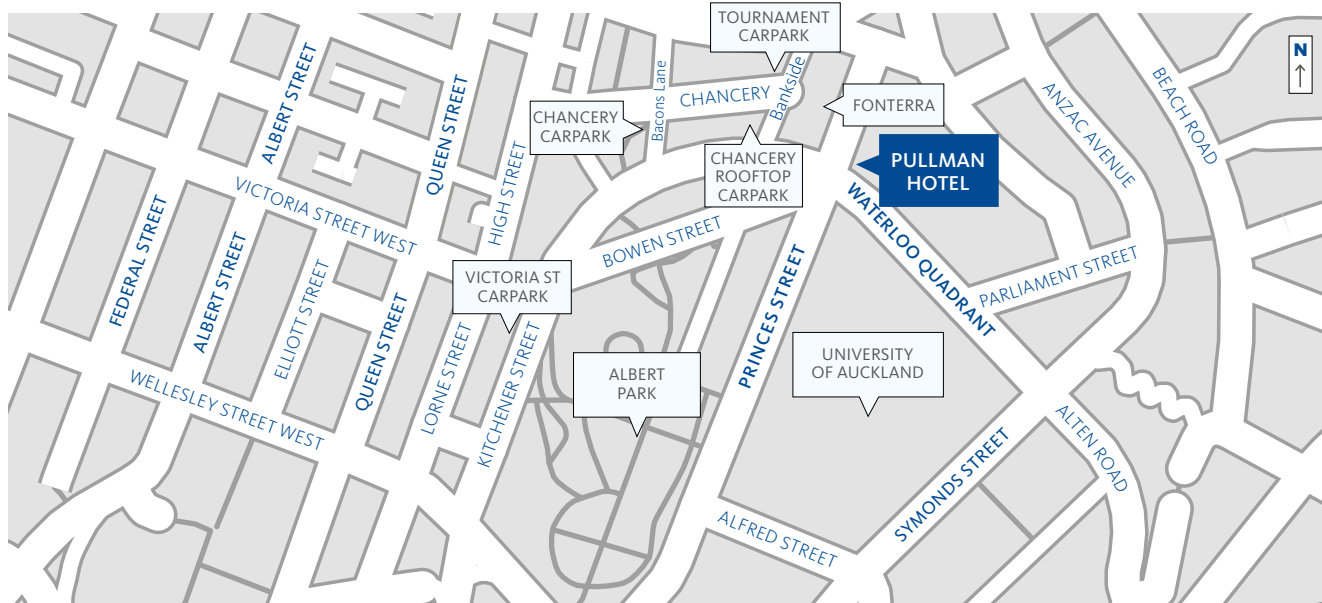 TOURNAMENT
CARPARK
N
ALBERT STREET
QUEEN STREET
Bacons Lane
CHANCERY
Bankside
FONTERRA
ANZAC AVENUE
BEACH ROAD
CHANCERY
CARPARK
CHANCERY
ROOFTOP
CARPARK
PULLMAN
HOTEL
HIGH STREET
VICTORIA STREET WEST
BOWEN STREET
WATERLOO QUADRANT
PARLIAMENT STREET
FEDERAL STREET
ALBERT STREET
ELLIOTT STREET
QUEEN STREET
VICTORIA ST
CARPARK
LORNE STREET
KITCHENER STREET
ALBERT
PARK
PRINCES STREET
UNIVERSITY
OF AUCKLAND
WELLESLEY STREET WEST
ALFRED STREET
SYMONDS STREET
ALTEN ROAD